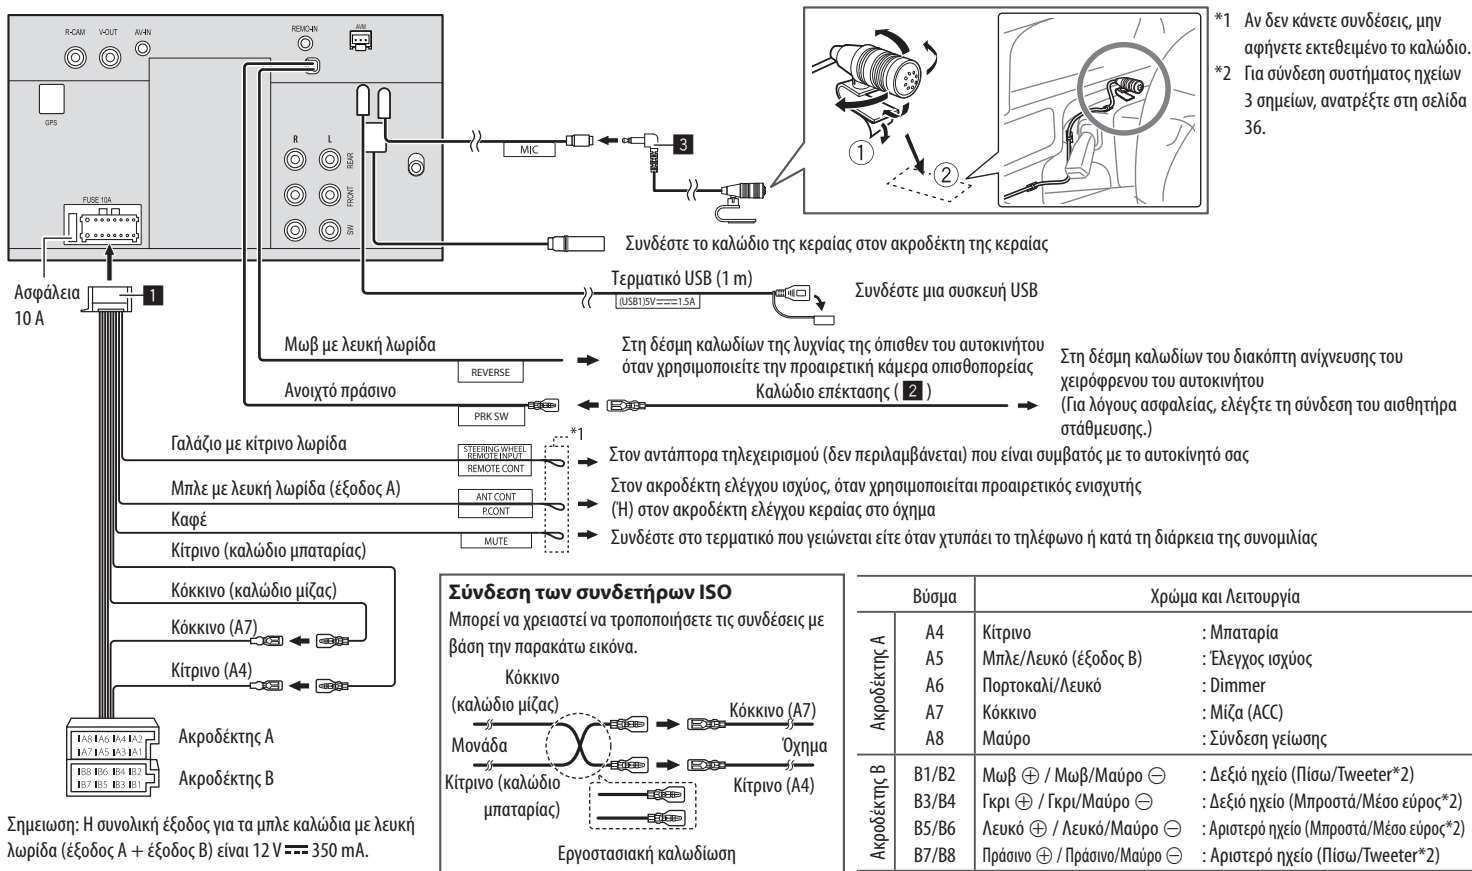 R-CAM V-OUT AV-IN REMO-IN AVM
GPS
R L
REAR
FRONT
SW
FUSE 10A
Ασφάλεια
10 A
1
MIC
3
1
2
*1 Αν δεν κάνετε συνδέσεις, μην
αφήνετε εκτεθειμένο το καλώδιο.
*2 Για σύνδεση συστήματος ηχείων
3 σημείων, ανατρέξτε στη σελίδα
36.
Συνδέστε το καλώδιο της κεραίας στον ακροδέκτη της κεραίας
Τερματικό USB (1 m)
(USB1)5V⎓1.5A
Συνδέστε μια συσκευή USB
Μωβ με λευκή λωρίδα
REVERSE
Στη δέσμη καλωδίων της λυχνίας της όπισθεν του αυτοκινήτου
όταν χρησιμοποιείτε την προαιρετική κάμερα οπισθοπορείας
Ανοιχτό πράσινο
PRK SW
Καλώδιο επέκτασης ( 2 )
Στη δέσμη καλωδίων του διακόπτη ανίχνευσης του
χειρόφρενου του αυτοκινήτου
(Για λόγους ασφαλείας, ελέγξτε τη σύνδεση του αισθητήρα
στάθμευσης.)
*1
Γαλάζιο με κίτρινο λωρίδα
STEERING WHEEL
REMOTE INPUT
REMOTE CONT
Στον αντάπτορα τηλεχειρισμού (δεν περιλαμβάνεται) που είναι συμβατός με το αυτοκίνητό σας
Μπλε με λευκή λωρίδα (έξοδος A)
ANT CONT
P.CONT
Στον ακροδέκτη ελέγχου ισχύος, όταν χρησιμοποιείται προαιρετικός ενισχυτής
(Ή) στον ακροδέκτη ελέγχου κεραίας στο όχημα
Καφέ
MUTE
Συνδέστε στο τερματικό που γειώνεται είτε όταν χτυπάει το τηλέφωνο ή κατά τη διάρκεια της συνομιλίας
Κίτρινο (καλώδιο μπαταρίας)
Κόκκινο (καλώδιο μίζας)
Κόκκινο (A7)
Κίτρινο (A4)
A8 A6 A4 A2
A7 A5 A3 A1
B8 B6 B4 B2
B7 B5 B3 B1
Ακροδέκτης A
Ακροδέκτης B
Σημειωση: Η συνολική έξοδος για τα μπλε καλώδια με λευκή
λωρίδα (έξοδος A + έξοδος B) είναι 12 V ⎓ 350 mA.
Σύνδεση των συνδετήρων ISO
Μπορεί να χρειαστεί να τροποποιήσετε τις συνδέσεις με
βάση την παρακάτω εικόνα.
Κόκκινο
(καλώδιο μίζας)
Κόκκινο (A7)
Μονάδα
Όχημα
Κίτρινο (καλώδιο
μπαταρίας)
Κίτρινο (A4)
Εργοστασιακή καλωδίωση
Βύσμα Χρώμα και Λειτουργία
Ακροδέκτης A
A4 Κίτρινο : Μπαταρία
A5 Μπλε/Λευκό (έξοδος B) : Έλεγχος ισχύος
A6 Πορτοκαλί/Λευκό : Dimmer
A7 Κόκκινο : Μίζα (ACC)
A8 Μαύρο : Σύνδεση γείωσης
Ακροδέκτης B
B1/B2 Μωβ ⊕ / Μωβ/Μαύρο ⊖ : Δεξιό ηχείο (Πίσω/Tweeter*2)
B3/B4 Γκρι ⊕ / Γκρι/Μαύρο ⊖ : Δεξιό ηχείο (Μπροστά/Μέσο εύρος*2)
B5/B6 Λευκό ⊕ / Λευκό/Μαύρο ⊖ : Αριστερό ηχείο (Μπροστά/Μέσο εύρος*2)
B7/B8 Πράσινο ⊕ / Πράσινο/Μαύρο ⊖ : Αριστερό ηχείο (Πίσω/Tweeter*2)